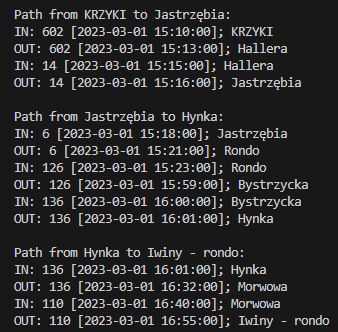 Path from KRZYKI to Jastrzębia:
IN: 602 [2023-03-01 15:10:00]; KRZYKI
OUT: 602 [2023-03-01 15:13:00]; Hallera
IN: 14 [2023-03-01 15:15:00]; Hallera
OUT: 14 [2023-03-01 15:16:00]; Jastrzębia

Path from Jastrzębia to Hynka:
IN: 6 [2023-03-01 15:18:00]; Jastrzębia
OUT: 6 [2023-03-01 15:21:00]; Rondo
IN: 126 [2023-03-01 15:23:00]; Rondo
OUT: 126 [2023-03-01 15:59:00]; Bystrzycka
IN: 136 [2023-03-01 16:00:00]; Bystrzycka
OUT: 136 [2023-03-01 16:01:00]; Hynka

Path from Hynka to Iwiny - rondo:
IN: 136 [2023-03-01 16:01:00]; Hynka
OUT: 136 [2023-03-01 16:32:00]; Morwowa
IN: 110 [2023-03-01 16:40:00]; Morwowa
OUT: 110 [2023-03-01 16:55:00]; Iwiny - rondo